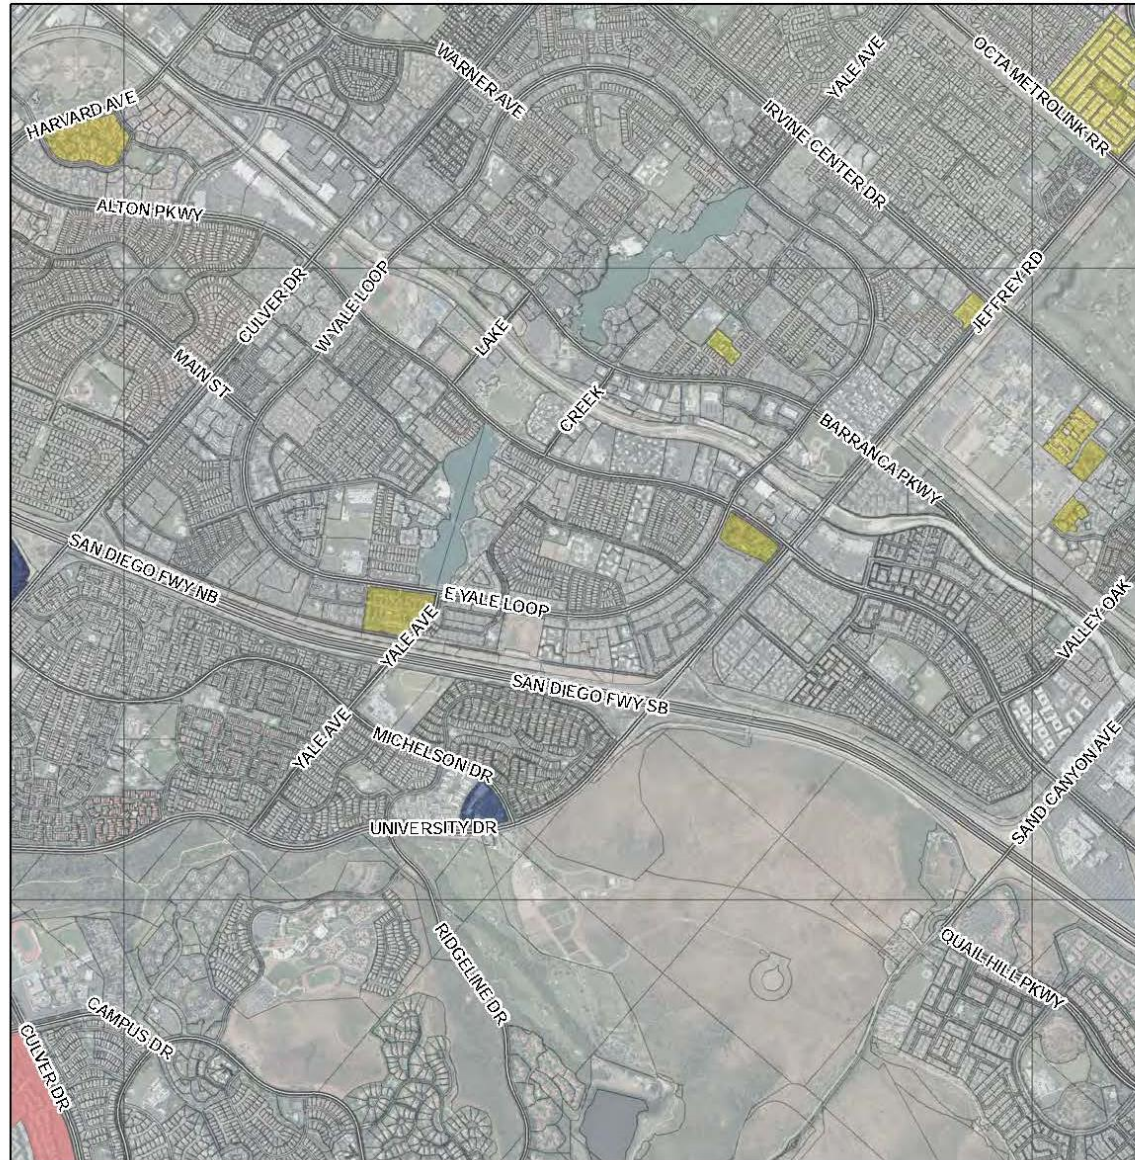 WARNER AVE
YALE AVE
OCTA METROLINK RR
HARVARD AVE
IRVINE CENTER DR
ALTON PKWY
CULVER DR
W YALE LOOP
LAKE
JEFFREY RD
MAIN ST
CREEK
BARRANCA PKWY
SAN DIEGO FWY NB
E YALE LOOP
YALE AVE
VALLEY OAK
SAN DIEGO FWY SB
YALE AVE
MICHELSON DR
SAND CANYON AVE
UNIVERSITY DR
RIDGELINE DR
QUAIL HILL PKWY
CAMPUS DR
CULVER DR